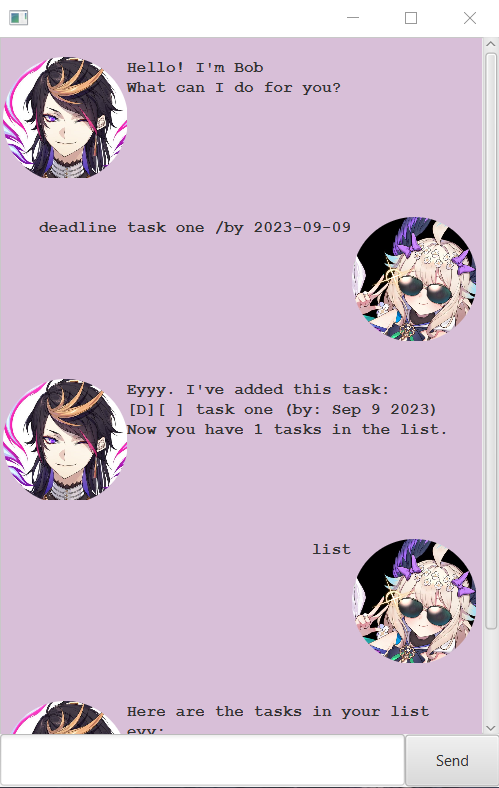 Hello! I'm Bob
What can I do for you?
deadline task one /by 2023-09-09
Eyyy. I've added this task:
[D][ ] task one (by: Sep 9 2023)
Now you have 1 tasks in the list.
list
Here are the tasks in your list
eyy:
Send